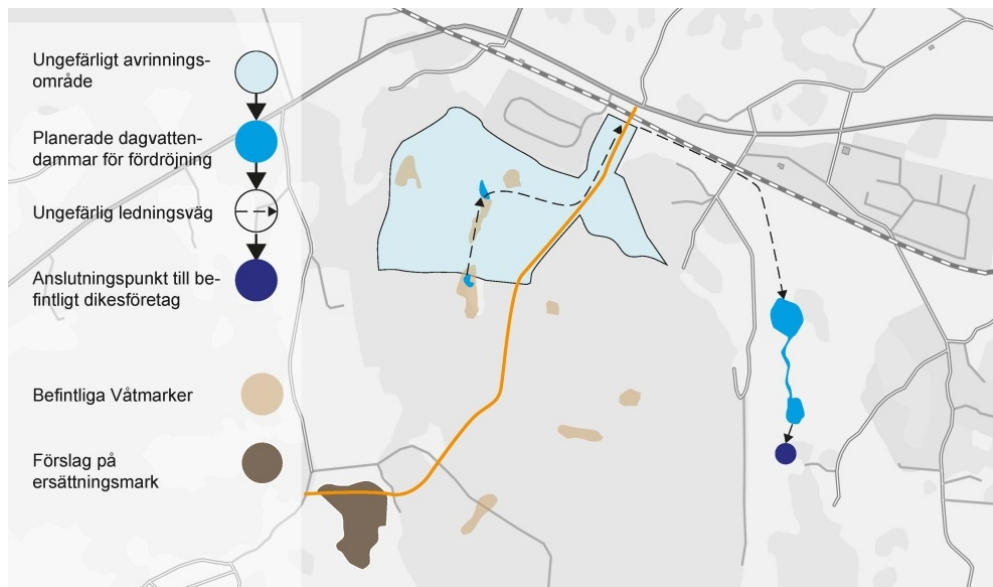 Ungefärligt avrinnings-
område
Planerade dagvatten-
dammar för fördröjning
Ungefärlig ledningsväg
Anslutningspunkt till be-
fintligt dikesföretag
Befintliga Våtmarker
Förslag på
ersättningsmark